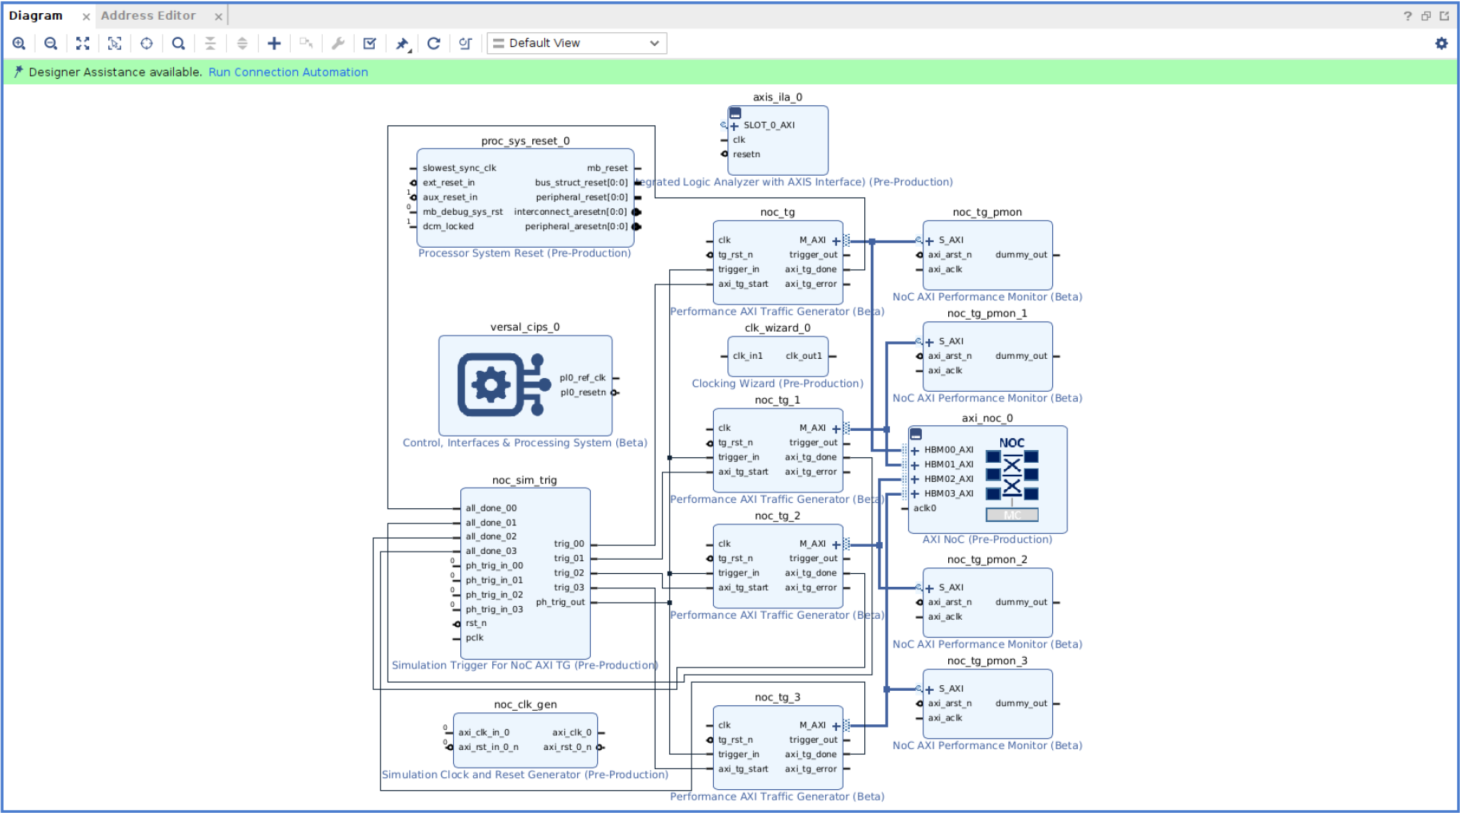 Diagram × Address Editor ×
? 
Default View
Designer Assistance available. Run Connection Automation
axis_ila_0
SLOT_0_AXI
clk
resetn
egrated Logic Analyzer with AXIS Interface) (Pre-Production)
proc_sys_reset_0
slowest_sync_clk mb_reset
ext_reset_in bus_struct_reset[0:0]
1 aux_reset_in peripheral_reset[0:0]
0 mb_debug_sys_rst interconnect_aresetn[0:0]
1 dcm_locked peripheral_aresetn[0:0]
Processor System Reset (Pre-Production)
noc_tg
clk M_AXI
tg_rst_n trigger_out
trigger_in axi_tg_done
axi_tg_start axi_tg_error
Performance AXI Traffic Generator (Beta)
noc_tg_pmon
S_AXI
axi_arst_n dummy_out
axi_aclk
NoC AXI Performance Monitor (Beta)
versal_cips_0
pl0_ref_clk
pl0_resetn
Control, Interfaces & Processing System (Beta)
clk_wizard_0
clk_in1 clk_out1
Clocking Wizard (Pre-Production)
noc_tg_pmon_1
S_AXI
axi_arst_n dummy_out
axi_aclk
NoC AXI Performance Monitor (Beta)
noc_tg_1
clk M_AXI
tg_rst_n trigger_out
trigger_in axi_tg_done
axi_tg_start axi_tg_error
Performance AXI Traffic Generator (Beta)
axi_noc_0
NOC
HBM00_AXI
HBM01_AXI
HBM02_AXI
HBM03_AXI
aclk0
MC
AXI NoC (Pre-Production)
noc_sim_trig
all_done_00
all_done_01
all_done_02
all_done_03
0 ph_trig_in_00
0 ph_trig_in_01
0 ph_trig_in_02
0 ph_trig_in_03
rst_n
pclk
trig_00
trig_01
trig_02
trig_03
ph_trig_out
Simulation Trigger For NoC AXI TG (Pre-Production)
noc_tg_2
clk M_AXI
tg_rst_n trigger_out
trigger_in axi_tg_done
axi_tg_start axi_tg_error
Performance AXI Traffic Generator (Beta)
noc_tg_pmon_2
S_AXI
axi_arst_n dummy_out
axi_aclk
NoC AXI Performance Monitor (Beta)
noc_clk_gen
0 axi_clk_in_0 axi_clk_0
0 axi_rst_in_0_n axi_rst_0_n
Simulation Clock and Reset Generator (Pre-Production)
noc_tg_3
clk M_AXI
tg_rst_n trigger_out
trigger_in axi_tg_done
axi_tg_start axi_tg_error
Performance AXI Traffic Generator (Beta)
noc_tg_pmon_3
S_AXI
axi_arst_n dummy_out
axi_aclk
NoC AXI Performance Monitor (Beta)